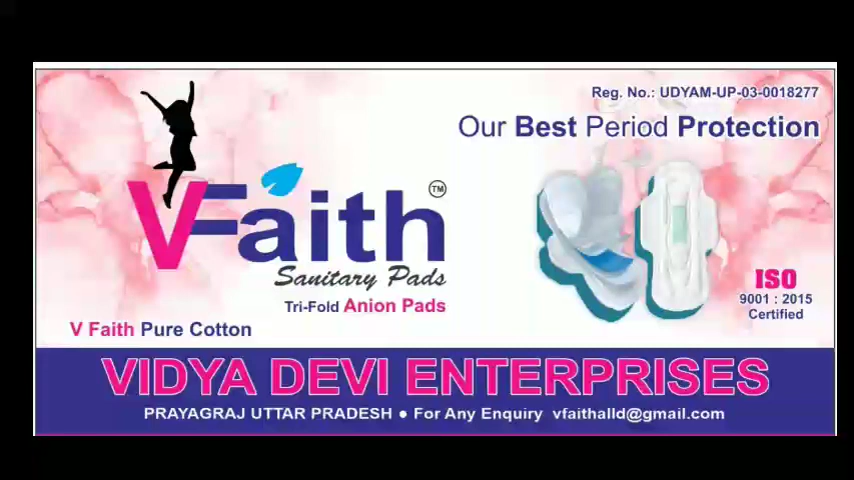 Reg. No.: UDYAM-UP-03-0018277
Our Best Period Protection
VFaith TM
Sanitary Pads
Tri-Fold Anion Pads
V Faith Pure Cotton
ISO
9001 : 2015
Certified
VIDYA DEVI ENTERPRISES
PRAYAGRAJ UTTAR PRADESH ● For Any Enquiry vfaithalld@gmail.com